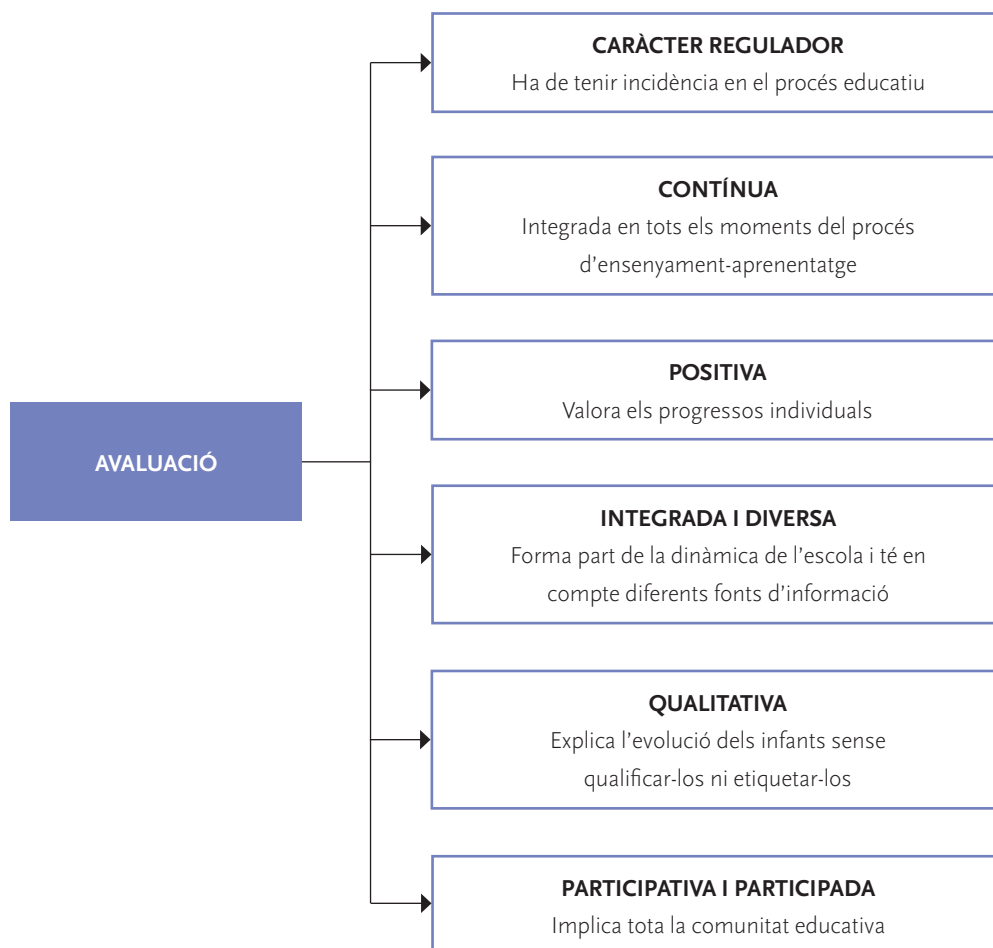 CARÀCTER REGULADOR
Ha de tenir incidència en el procés educatiu
CONTÍNUA
Integrada en tots els moments del procés
d’ensenyament-aprenentatge
POSITIVA
Valora els progressos individuals
AVALUACIÓ
INTEGRADA I DIVERSA
Forma part de la dinàmica de l’escola i té en
compte diferents fonts d’informació
QUALITATIVA
Explica l’evolució dels infants sense
qualificar-los ni etiquetar-los
PARTICIPATIVA I PARTICIPADA
Implica tota la comunitat educativa